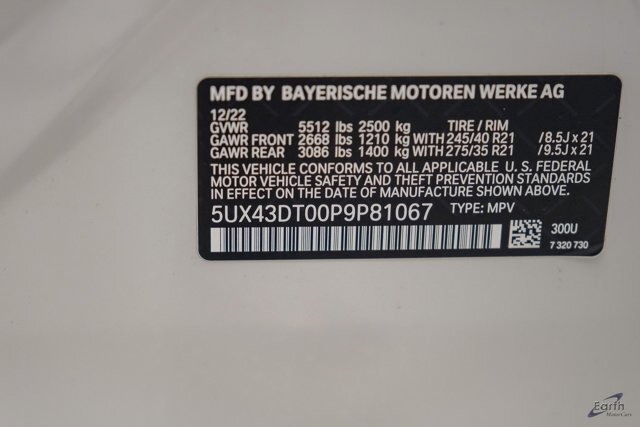 MFD BY BAYERISCHE MOTOREN WERKE AG
12/22
GVWR 5512 lbs 2500 kg TIRE / RIM
GAWR FRONT 2668 lbs 1210 kg WITH 245/40 R21 /8.5J x 21
GAWR REAR 3086 lbs 1400 kg WITH 275/35 R21 /9.5J x 21
THIS VEHICLE CONFORMS TO ALL APPLICABLE U. S. FEDERAL
MOTOR VEHICLE SAFETY AND THEFT PREVENTION STANDARDS
IN EFFECT ON THE DATE OF MANUFACTURE SHOWN ABOVE.
5UX43DT00P9P81067 TYPE: MPV
300U
7 320 730
Earth
MotorCars